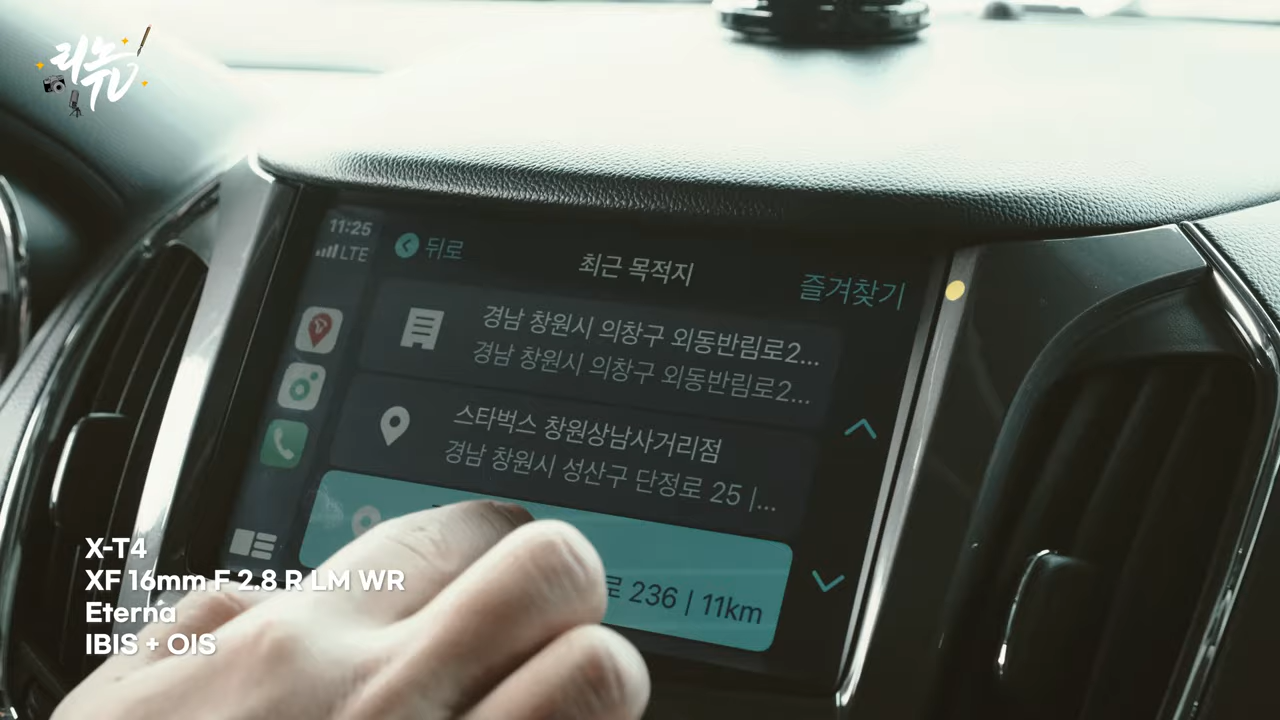 리뉴
11:25
LTE
뒤로
최근 목적지
즐겨찾기
경남 창원시 의창구 외동반림로2...
경남 창원시 의창구 외동반림로2...
스타벅스 창원상남사거리점
경남 창원시 성산구 단정로 25 |...
로 236 | 11km
X-T4
XF 16mm F 2.8 R LM WR
Eterna
IBIS + OIS